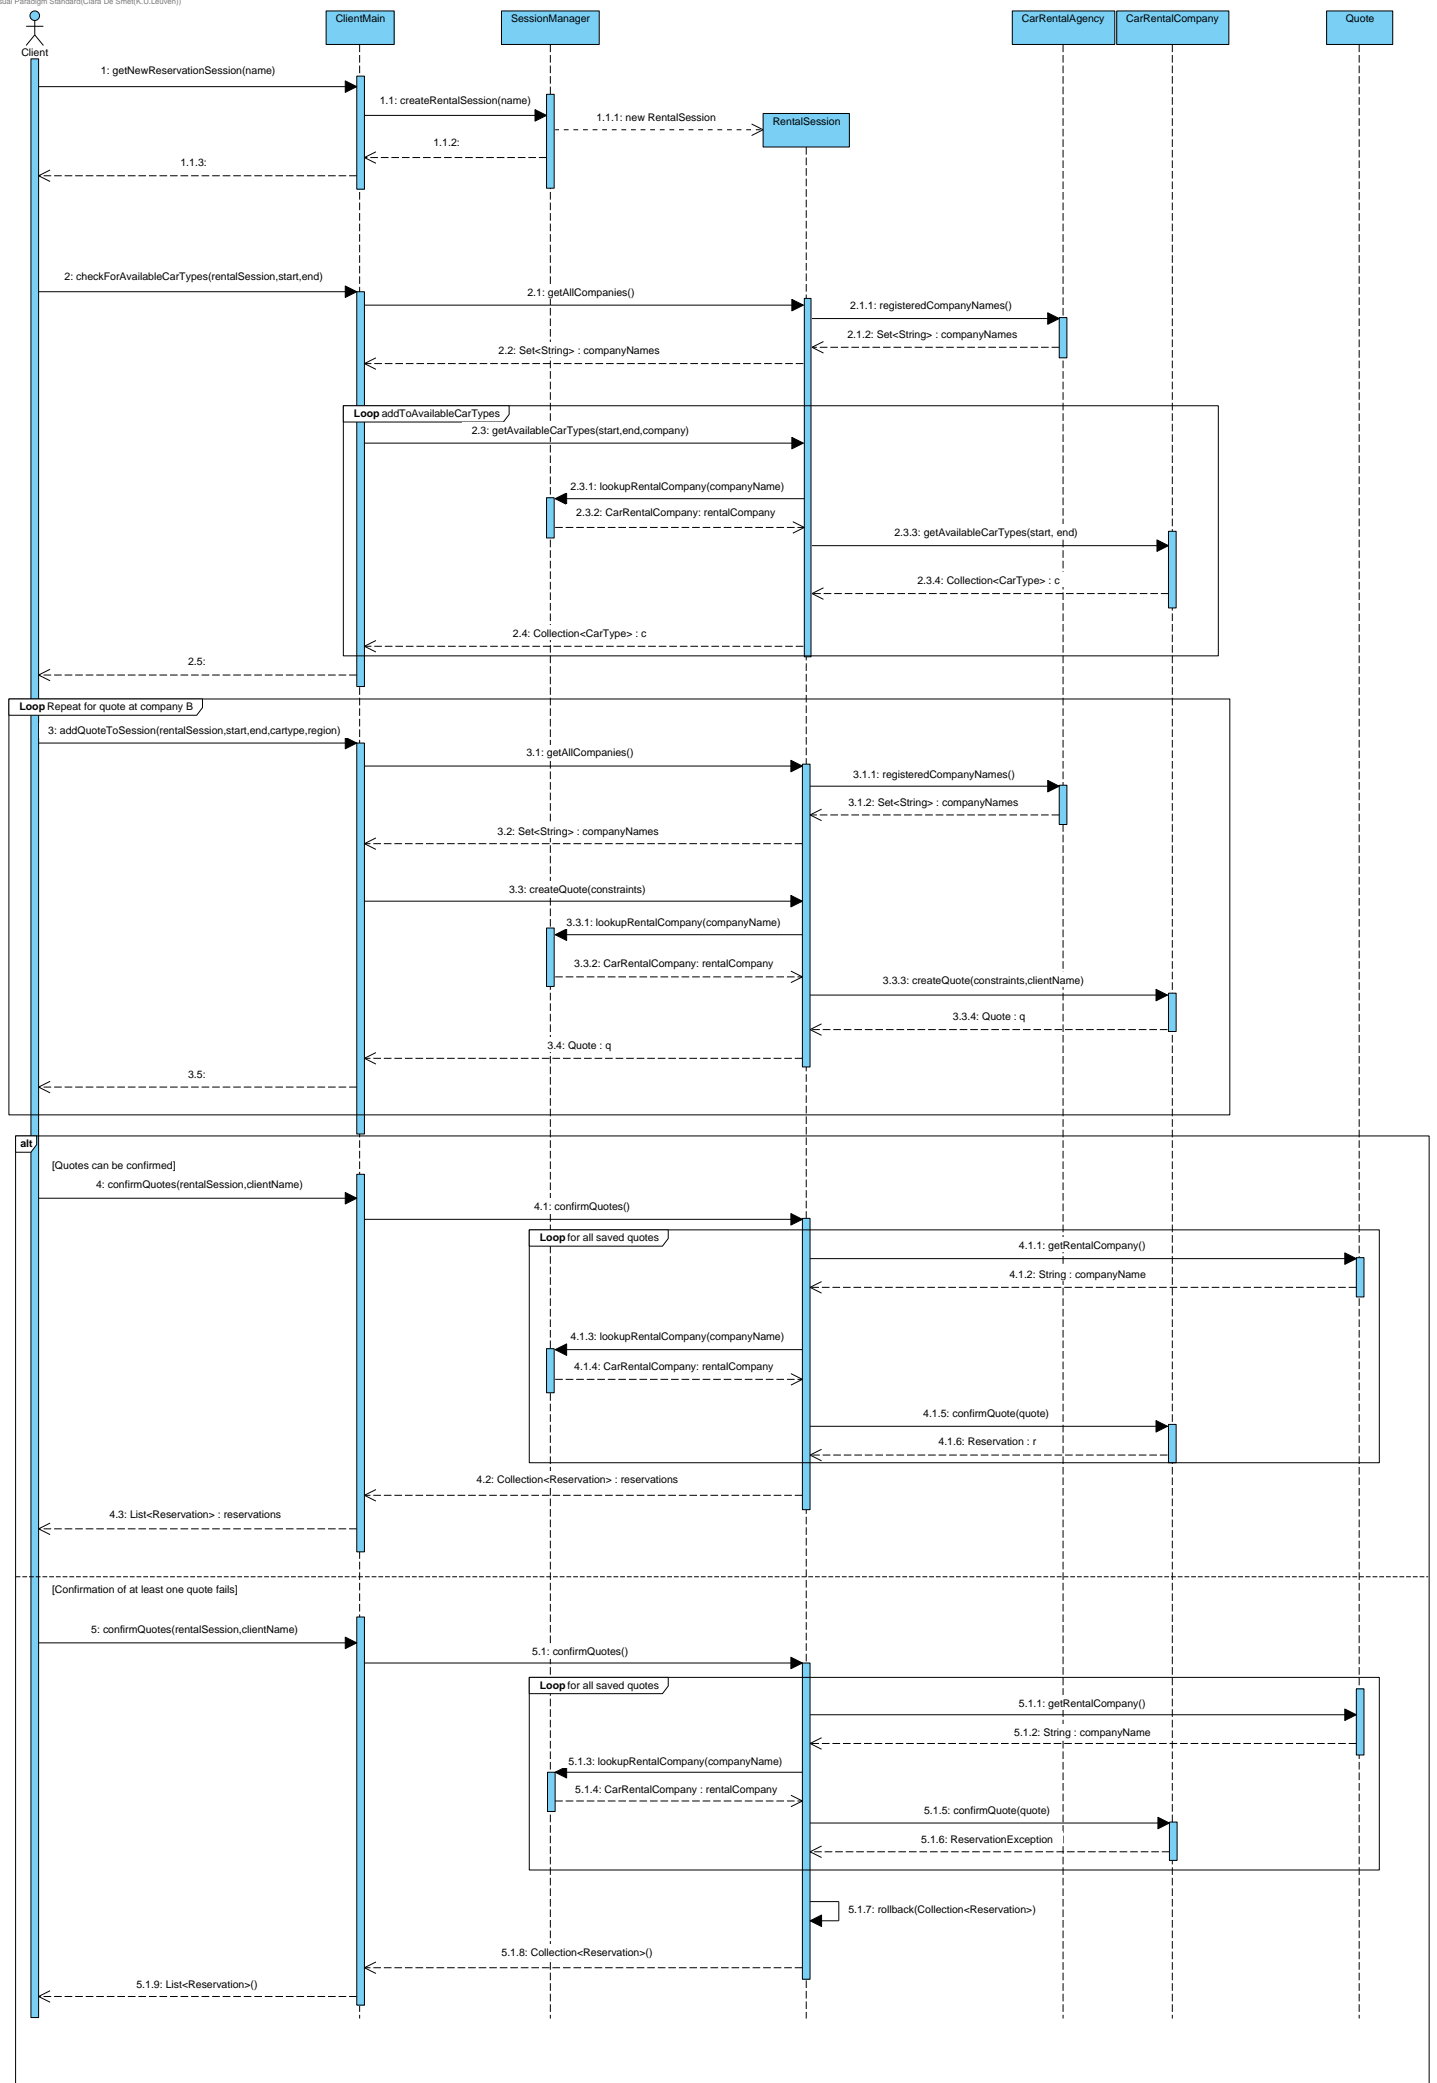 sual Paradigm Standard(Clara De Smet(K.U.Leuven))
ClientMain
SessionManager
CarRentalAgency
CarRentalCompany
Quote
Client
1: getNewReservationSession(name)
1.1: createRentalSession(name)
1.1.1: new RentalSession
RentalSession
1.1.2:
1.1.3:
2: checkForAvailableCarTypes(rentalSession,start,end)
2.1: getAllCompanies()
2.1.1: registeredCompanyNames()
2.1.2: Set<String> : companyNames
2.2: Set<String> : companyNames
Loop addToAvailableCarTypes
2.3: getAvailableCarTypes(start,end,company)
2.3.1: lookupRentalCompany(companyName)
2.3.2: CarRentalCompany: rentalCompany
2.3.3: getAvailableCarTypes(start, end)
2.3.4: Collection<CarType> : c
2.4: Collection<CarType> : c
2.5:
Loop Repeat for quote at company B
3: addQuoteToSession(rentalSession,start,end,cartype,region)
3.1: getAllCompanies()
3.1.1: registeredCompanyNames()
3.1.2: Set<String> : companyNames
3.2: Set<String> : companyNames
3.3: createQuote(constraints)
3.3.1: lookupRentalCompany(companyName)
3.3.2: CarRentalCompany: rentalCompany
3.3.3: createQuote(constraints,clientName)
3.3.4: Quote : q
3.4: Quote : q
3.5:
alt
[Quotes can be confirmed]
4: confirmQuotes(rentalSession,clientName)
4.1: confirmQuotes()
Loop for all saved quotes
4.1.1: getRentalCompany()
4.1.2: String : companyName
4.1.3: lookupRentalCompany(companyName)
4.1.4: CarRentalCompany: rentalCompany
4.1.5: confirmQuote(quote)
4.1.6: Reservation : r
4.2: Collection<Reservation> : reservations
4.3: List<Reservation> : reservations
[Confirmation of at least one quote fails]
5: confirmQuotes(rentalSession,clientName)
5.1: confirmQuotes()
Loop for all saved quotes
5.1.1: getRentalCompany()
5.1.2: String : companyName
5.1.3: lookupRentalCompany(companyName)
5.1.4: CarRentalCompany : rentalCompany
5.1.5: confirmQuote(quote)
5.1.6: ReservationException
5.1.7: rollback(Collection<Reservation>)
5.1.8: Collection<Reservation>()
5.1.9: List<Reservation>()